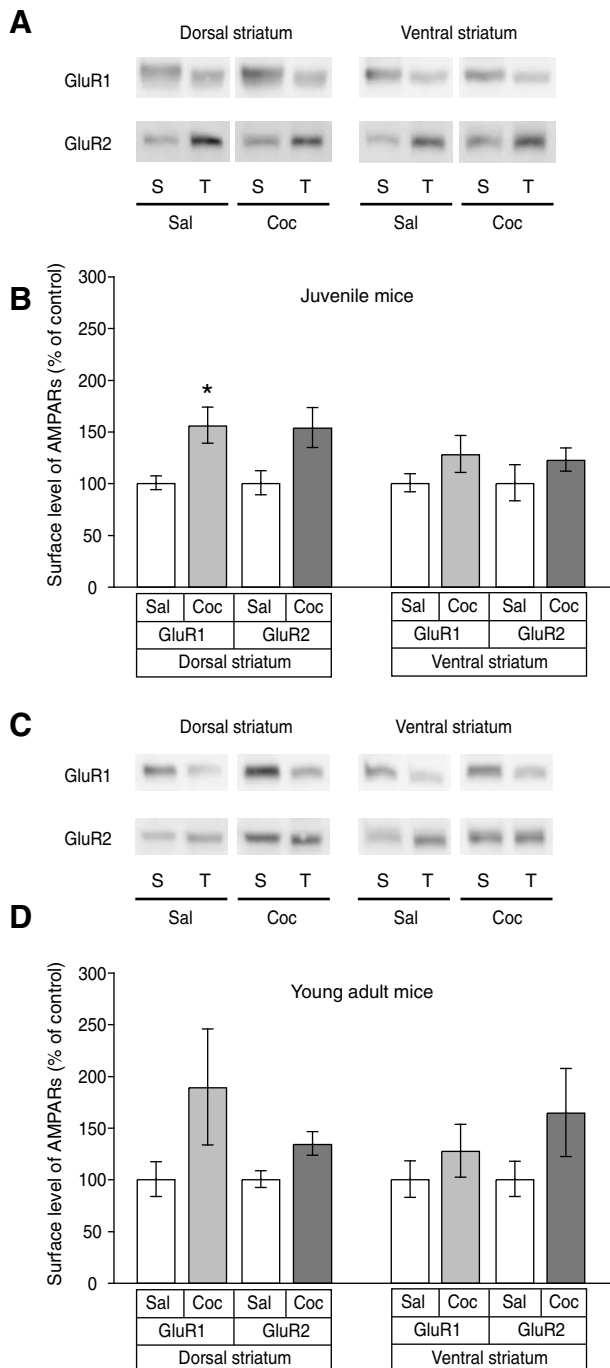 A
Dorsal striatum Ventral striatum
GluR1
GluR2
S T S T S T S T
Sal Coc Sal Coc
B
Surface level of AMPARs (% of control)
Juvenile mice
300
250
200
150
100
50
0
*
Sal Coc Sal Coc Sal Coc Sal Coc
GluR1 GluR2 GluR1 GluR2
Dorsal striatum Ventral striatum
C
Dorsal striatum Ventral striatum
GluR1
GluR2
S T S T S T S T
Sal Coc Sal Coc
D
Surface level of AMPARs (% of control)
Young adult mice
300
250
200
150
100
50
0
Sal Coc Sal Coc Sal Coc Sal Coc
GluR1 GluR2 GluR1 GluR2
Dorsal striatum Ventral striatum